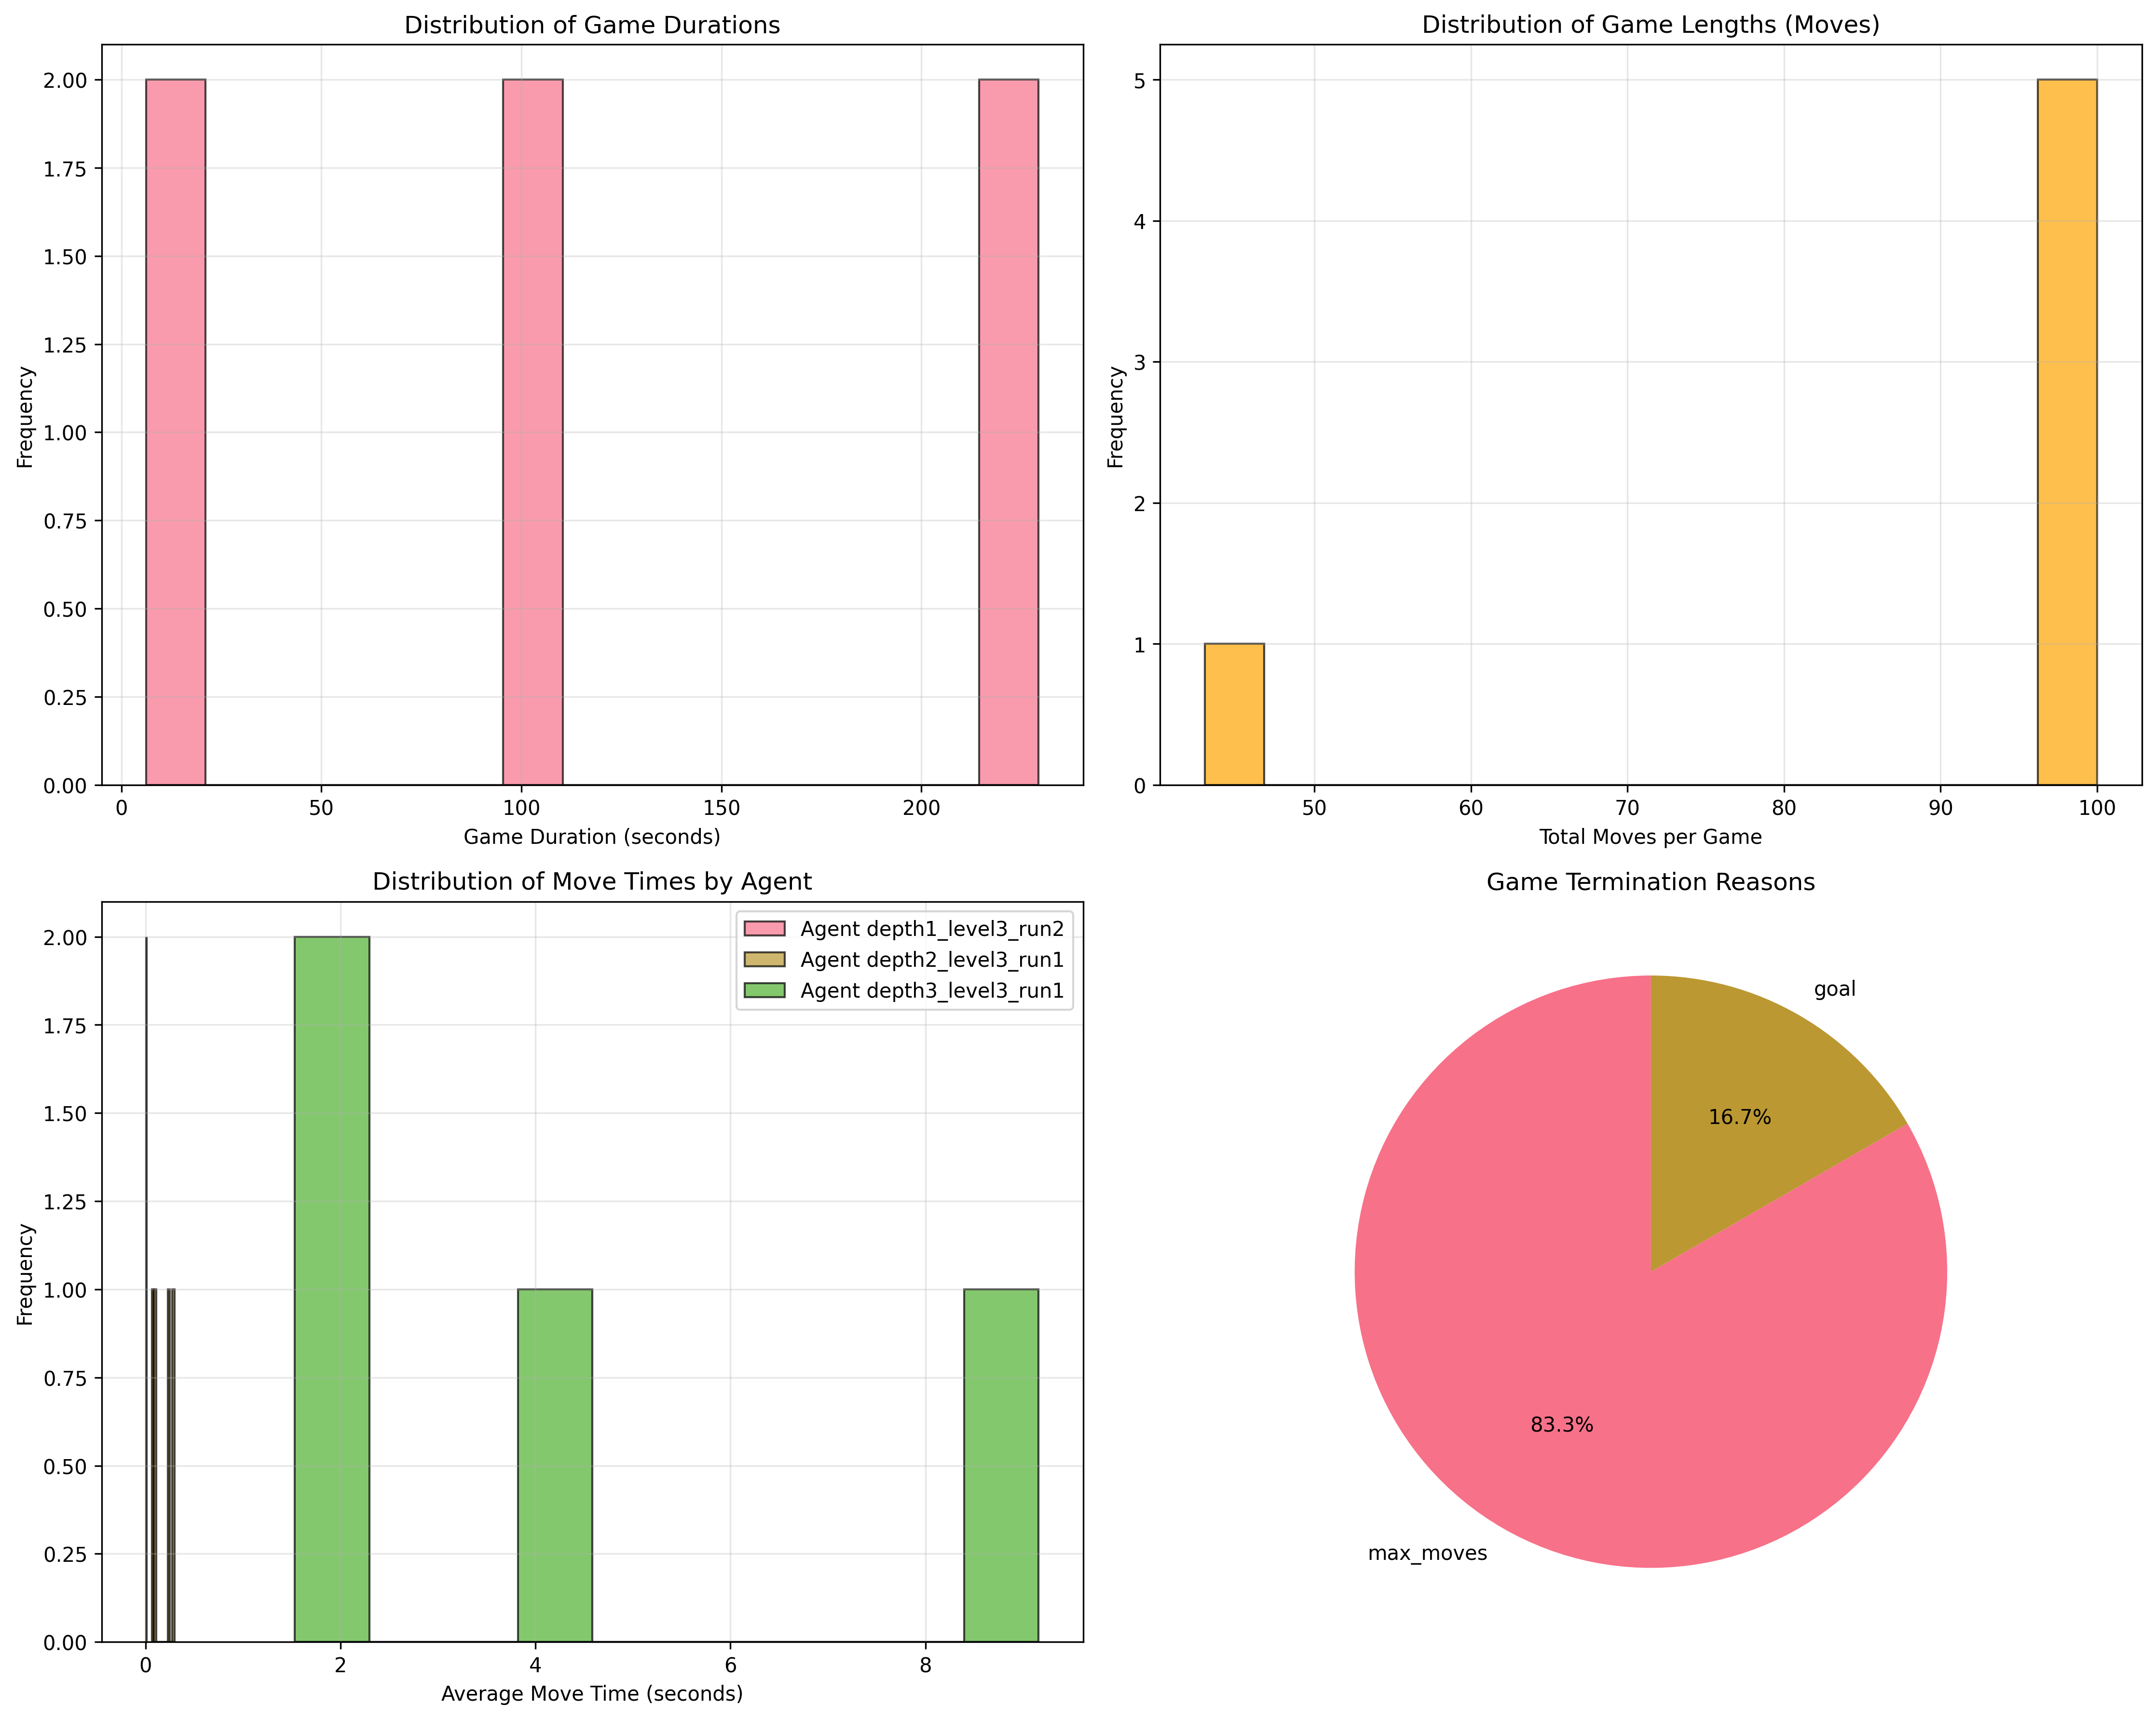 Distribution of Game Durations
2.00
1.75
1.50
1.25
1.00
0.75
0.50
0.25
0.00
Frequency
0 50 100 150 200
Game Duration (seconds)
Distribution of Game Lengths (Moves)
5
4
3
2
1
0
Frequency
50 60 70 80 90 100
Total Moves per Game
Distribution of Move Times by Agent
Agent depth1_level3_run2
Agent depth2_level3_run1
Agent depth3_level3_run1
2.00
1.75
1.50
1.25
1.00
0.75
0.50
0.25
0.00
Frequency
0 2 4 6 8
Average Move Time (seconds)
Game Termination Reasons
goal
16.7%
83.3%
max_moves